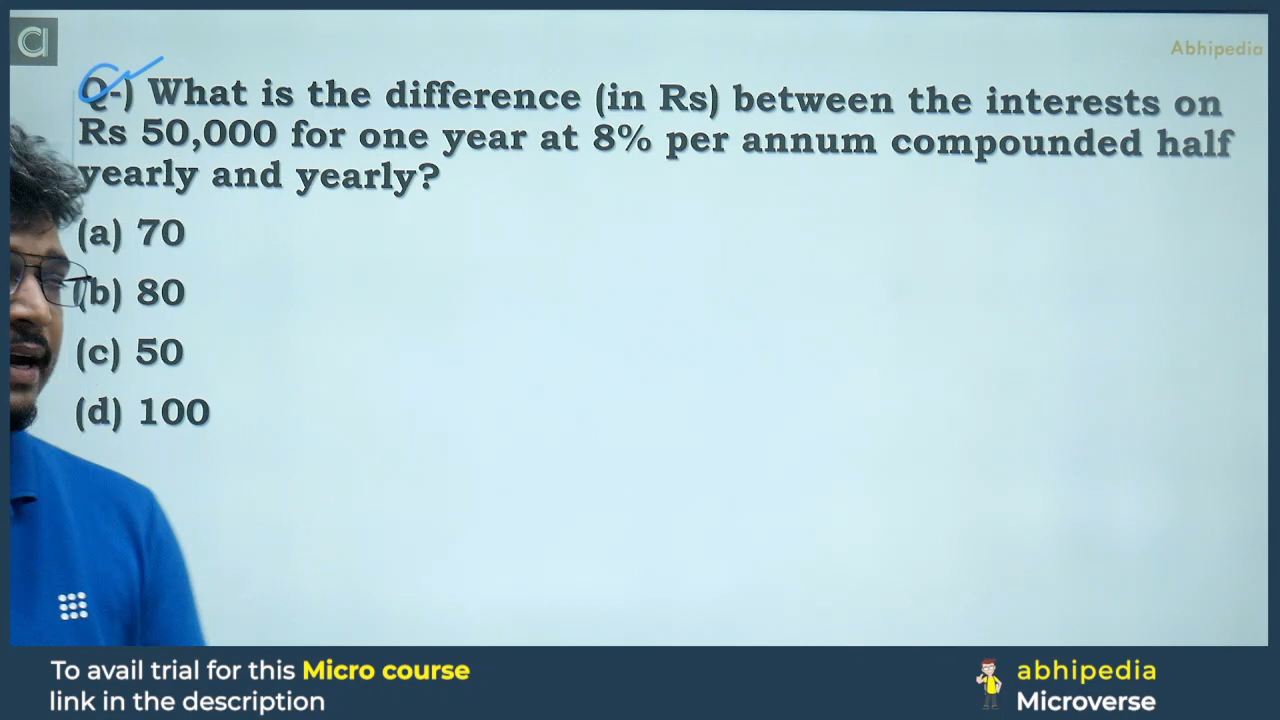 Abhipedia
Q-) What is the difference (in Rs) between the interests on
Rs 50,000 for one year at 8% per annum compounded half
yearly and yearly?
(a) 70
(b) 80
(c) 50
(d) 100
To avail trial for this Micro course
link in the description
abhipedia
Microverse